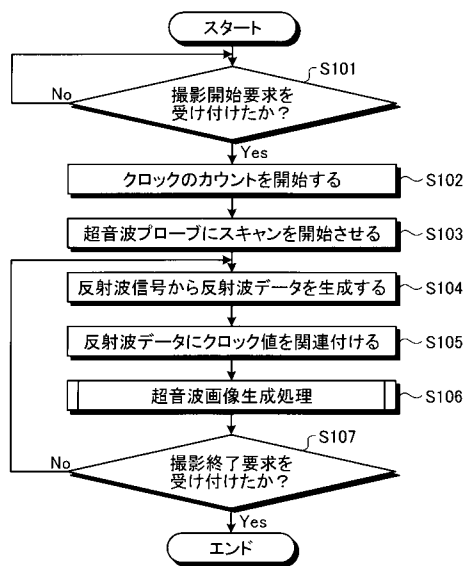 スタート
S101
撮影開始要求を
受け付けたか？
No
Yes
クロックのカウントを開始する
S102
超音波プローブにスキャンを開始させる
S103
反射波信号から反射波データを生成する
S104
反射波データにクロック値を関連付ける
S105
超音波画像生成処理
S106
S107
撮影終了要求を
受け付けたか？
No
Yes
エンド